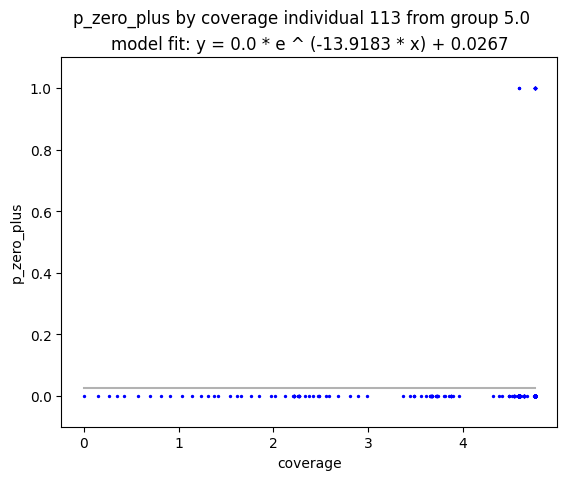 p_zero_plus by coverage individual 113 from group 5.0
model fit: y = 0.0 * e ^ (-13.9183 * x) + 0.0267
1.0
0.8
0.6
0.4
0.2
0.0
p_zero_plus
0 1 2 3 4
coverage